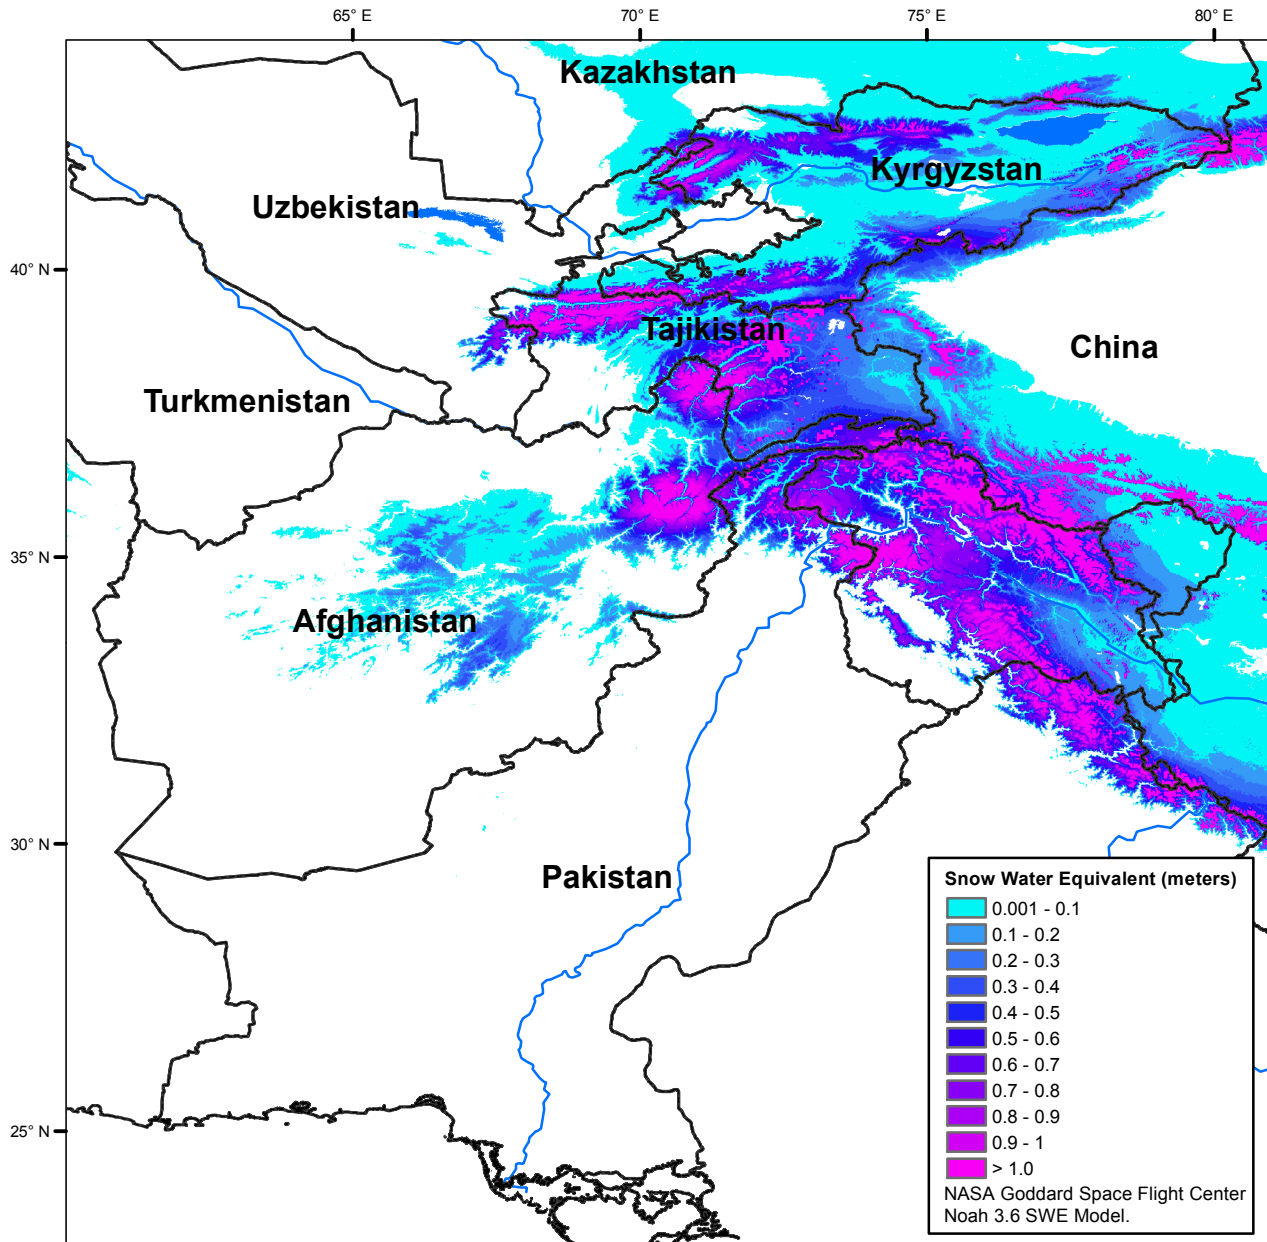 65° E
70° E
75° E
80° E
Kazakhstan
Kyrgyzstan
Uzbekistan
40° N
Tajikistan
China
Turkmenistan
35° N
Afghanistan
30° N
Pakistan
25° N
Snow Water Equivalent (meters)
0.001 - 0.1
0.1 - 0.2
0.2 - 0.3
0.3 - 0.4
0.4 - 0.5
0.5 - 0.6
0.6 - 0.7
0.7 - 0.8
0.8 - 0.9
0.9 - 1
> 1.0
NASA Goddard Space Flight Center
Noah 3.6 SWE Model.